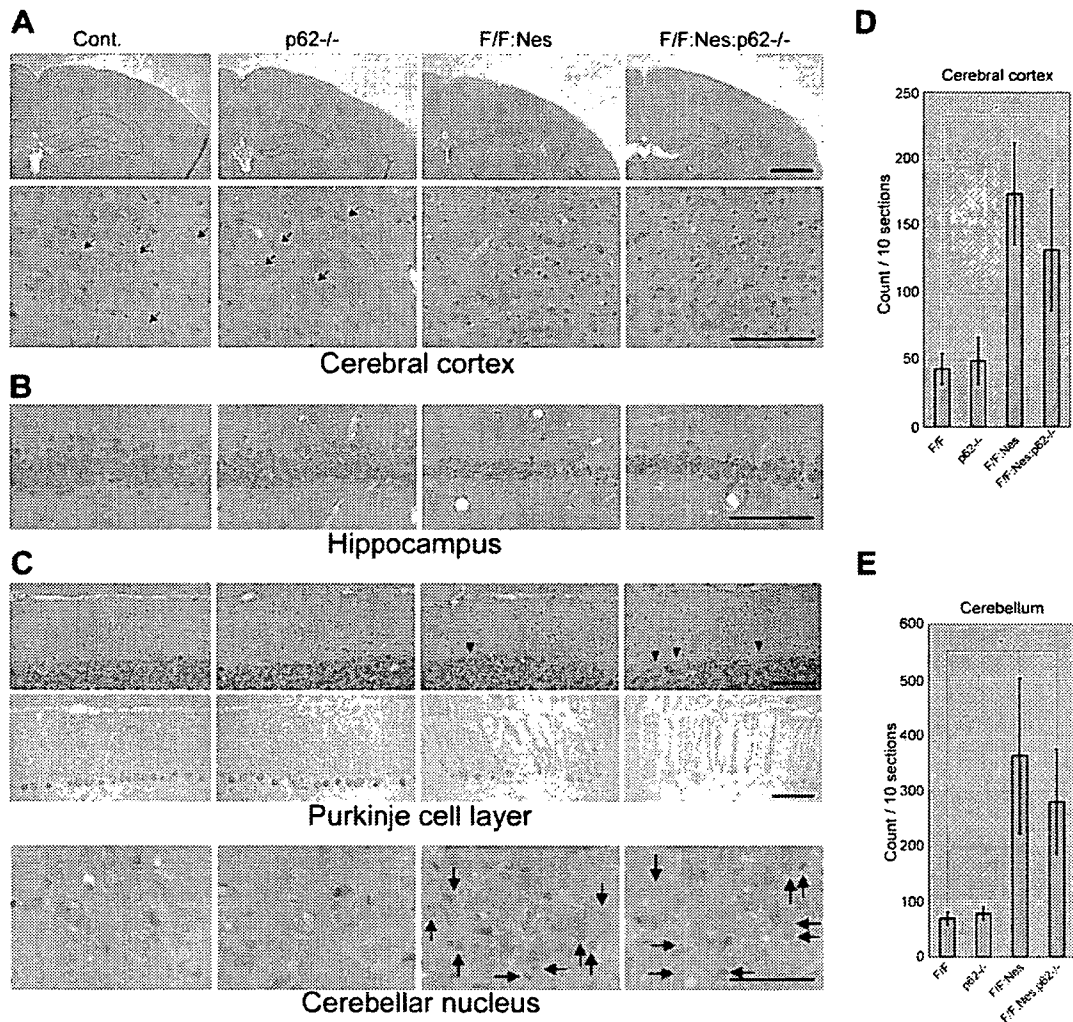 A
Cont.
p62-/-
F/F:Nes
F/F:Nes:p62-/-
Cerebral cortex
B
Hippocampus
C
Purkinje cell layer
Cerebellar nucleus
D
Cerebral cortex
250
200
150
100
50
0
Count / 10 sections
F/F
p62-/-
F/F:Nes
F/F:Nes:p62-/-
E
Cerebellum
600
500
400
300
200
100
0
Count / 10 sections
F/F
p62-/-
F/F:Nes
F/F:Nes:p62-/-